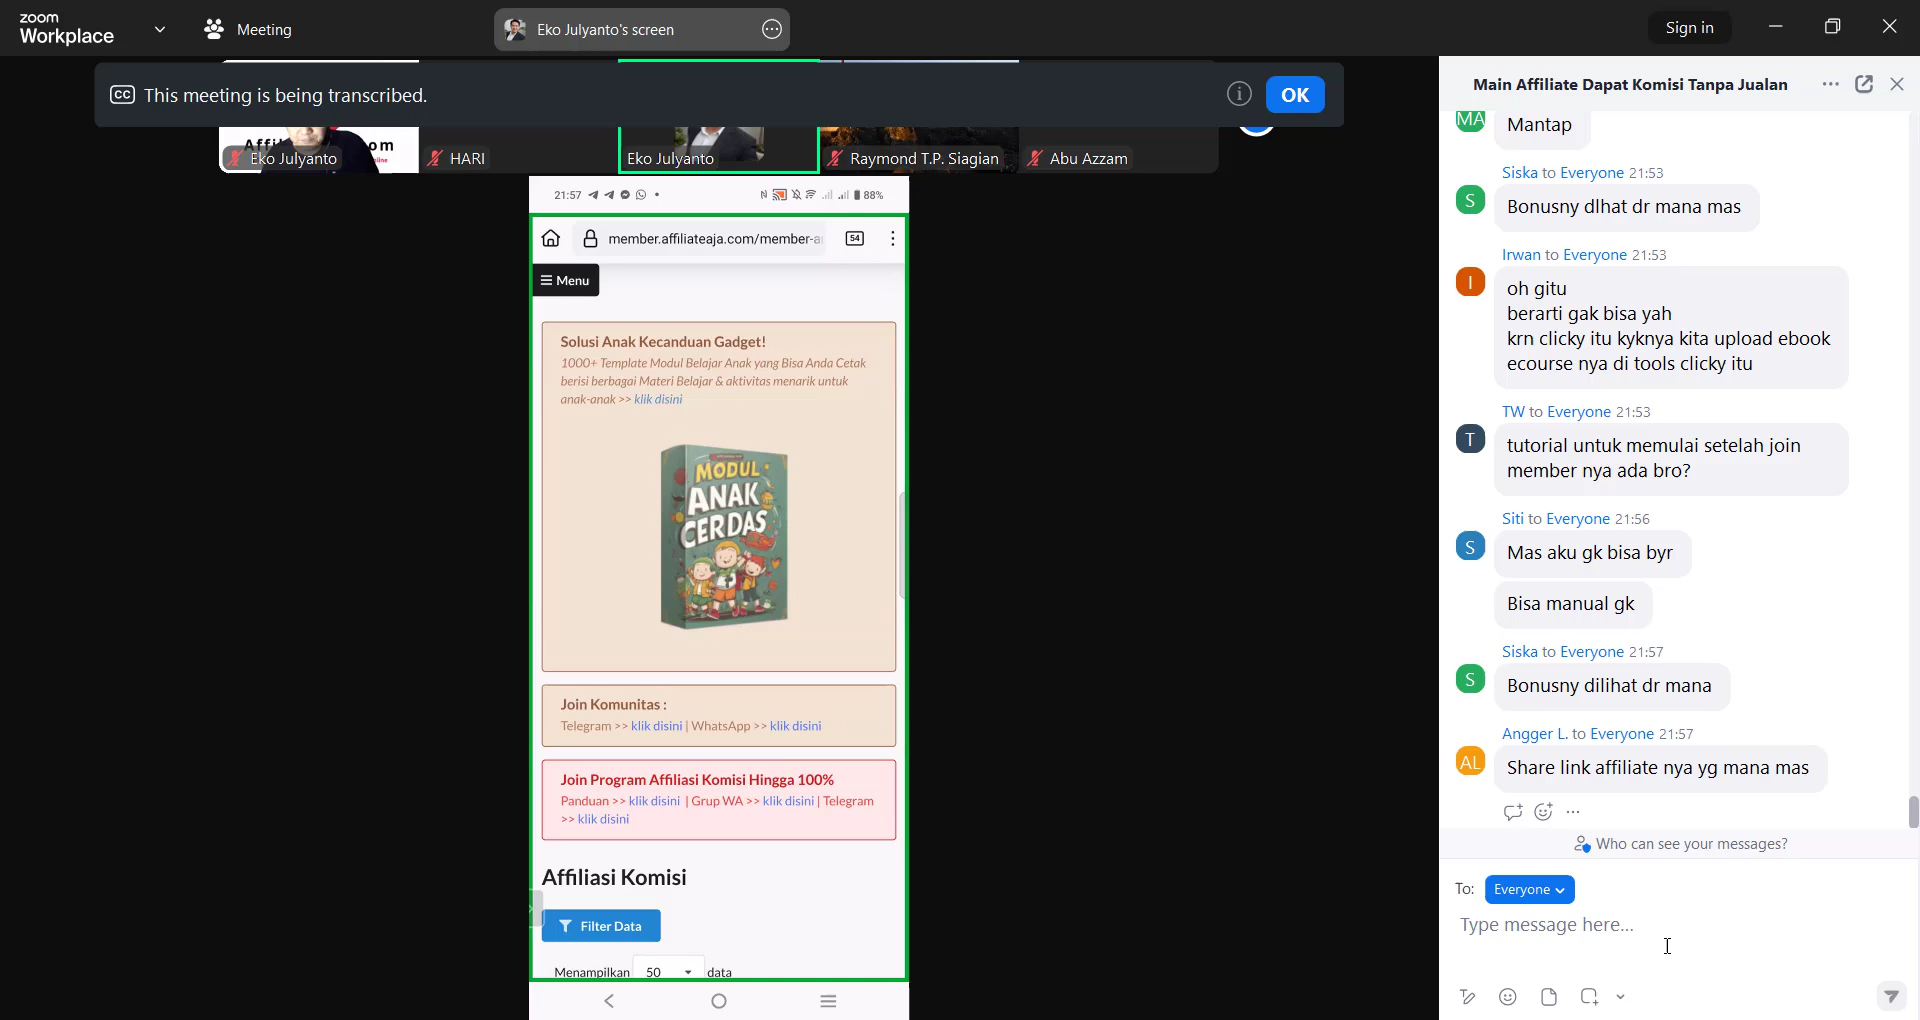 zoom
Workplace
Meeting
Eko Julyanto's screen
Sign in
CC This meeting is being transcribed.
OK
Eko Julyanto
HARI
Eko Julyanto
Raymond T.P. Siagian
Abu Azzam
21:57
88%
member.affiliateaja.com/member-a
54
Menu
Solusi Anak Kecanduan Gadget!
1000+ Template Modul Belajar Anak yang Bisa Anda Cetak
berisi berbagai Materi Belajar & aktivitas menarik untuk
anak-anak >> klik disini
MODUL
ANAK
CERDAS
Join Komunitas :
Telegram >> klik disini | WhatsApp >> klik disini
Join Program Affiliasi Komisi Hingga 100%
Panduan >> klik disini | Grup WA >> klik disini | Telegram
>> klik disini
Affiliasi Komisi
Filter Data
Menampilkan 50 data
Main Affiliate Dapat Komisi Tanpa Jualan
MA
Mantap
Siska to Everyone 21:53
S
Bonusny dlhat dr mana mas
Irwan to Everyone 21:53
I
oh gitu
berarti gak bisa yah
krn clicky itu kyknya kita upload ebook
ecourse nya di tools clicky itu
TW to Everyone 21:53
T
tutorial untuk memulai setelah join
member nya ada bro?
Siti to Everyone 21:56
S
Mas aku gk bisa byr
Bisa manual gk
Siska to Everyone 21:57
S
Bonusny dilihat dr mana
Angger L. to Everyone 21:57
AL
Share link affiliate nya yg mana mas
Who can see your messages?
To: Everyone
Type message here...